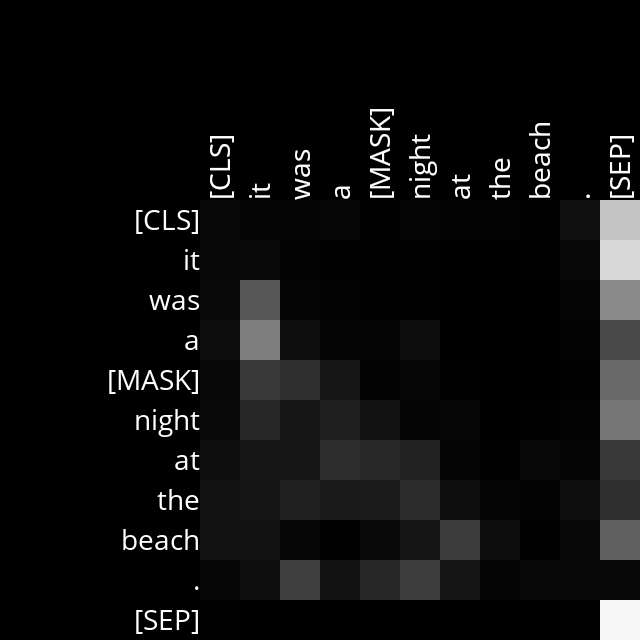 [CLS] it was a [MASK] night at the beach . [SEP]
[CLS]
it
was
a
[MASK]
night
at
the
beach
.
[SEP]